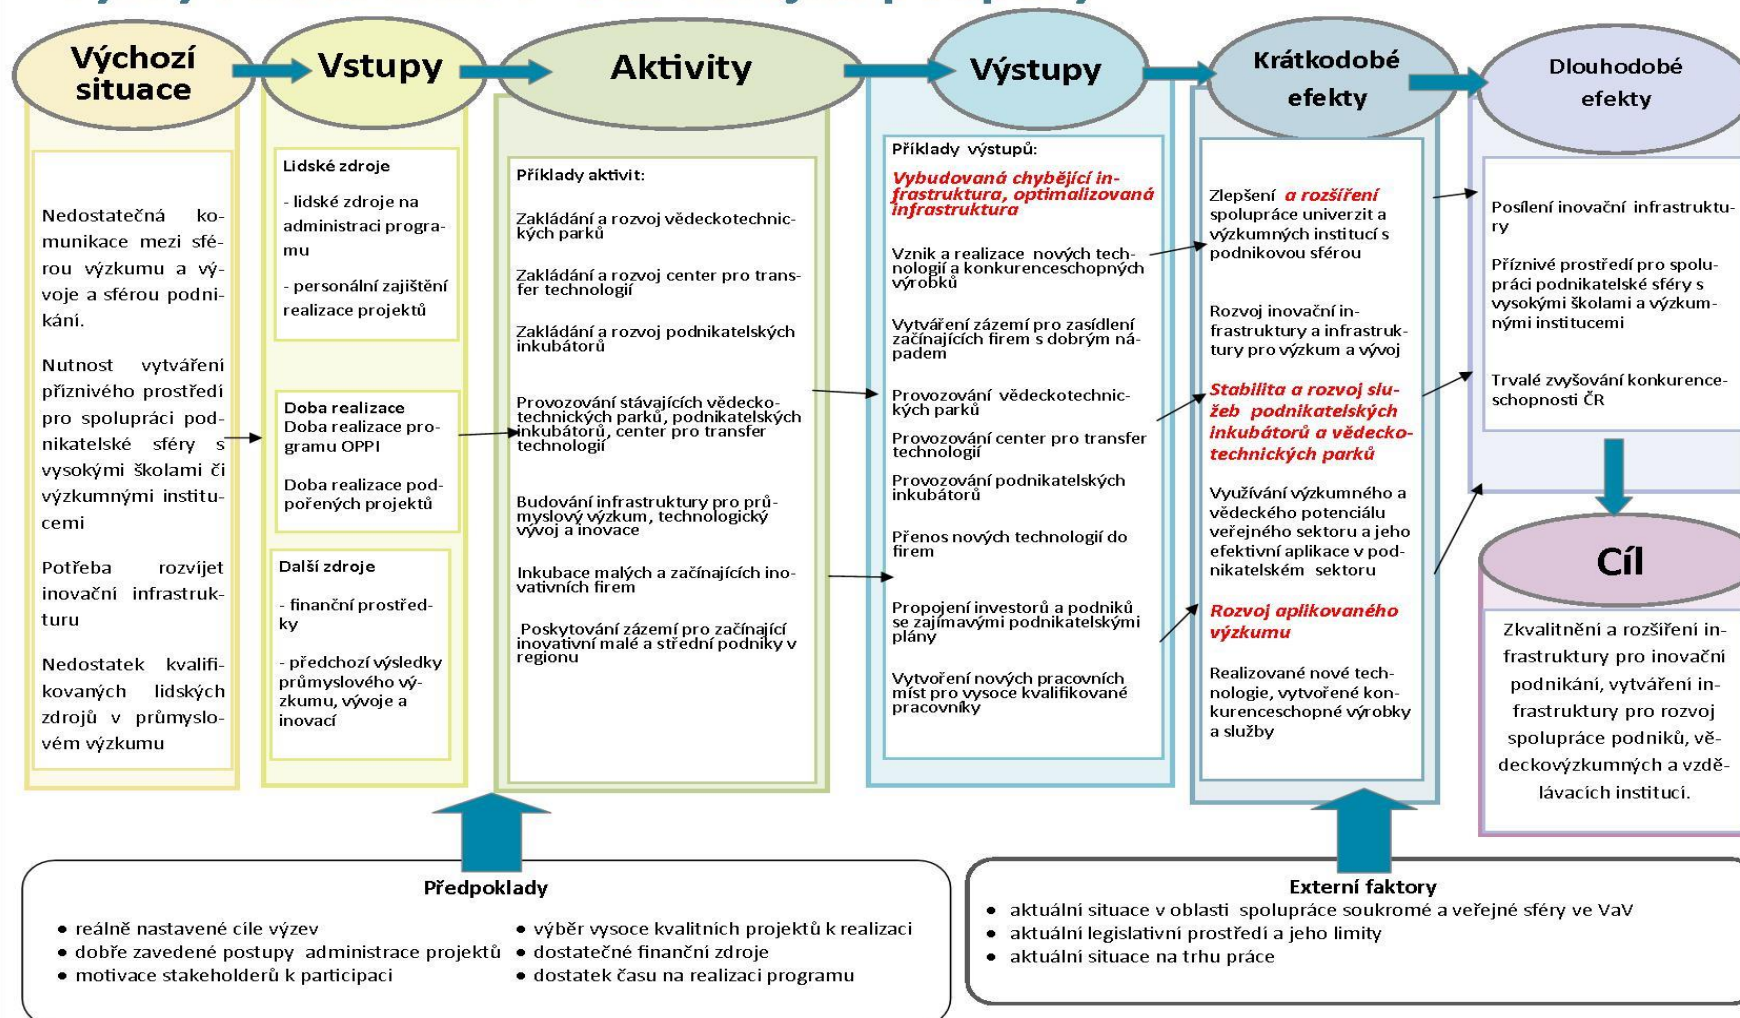 Výchozí
situace
Vstupy
Aktivity
Výstupy
Krátkodobé
efekty
Dlouhodobé
efekty
Nedostatečná ko-
munikace mezi sfé-
rou výzkumu a vý-
voje a sférou podni-
kání.
Nutnost vytváření
příznivého prostředí
pro spolupráci pod-
nikatelské sféry s
vysokými školami či
výzkumnými institu-
cemi
Potřeba rozvíjet
inovační infrastruk-
turu
Nedostatek kvalifi-
kovaných lidských
zdrojů v průmyslo-
vém výzkumu
Lidské zdroje
- lidské zdroje na
administraci progra-
mu
- personální zajištění
realizace projektů
Doba realizace
Doba realizace pro-
gramu OPPI
Doba realizace pod-
pořených projektů
Další zdroje
- finanční prostřed-
ky
- předchozí výsledky
průmyslového vý-
zkumu, vývoje a
inovací
Příklady aktivit:
Zakládání a rozvoj vědeckotechnic-
kých parků
Zakládání a rozvoj center pro trans-
fer technologií
Zakládání a rozvoj podnikatelských
inkubátorů
Provozování stávajících vědecko-
technických parků, podnikatelských
inkubátorů, center pro transfer
technologií
Budování infrastruktury pro prů-
myslový výzkum, technologický
vývoj a inovace
Inkubace malých a začínajících ino-
vativních firem
Poskytování zázemí pro začínající
inovativní malé a střední podniky v
regionu
Příklady výstupů:
Vybudovaná chybějící in-
frastruktura, optimalizovaná
infrastruktura
Vznik a realizace nových tech-
nologií a konkurenceschopných
výrobků
Vytváření zázemí pro zasídlení
začínajících firem s dobrým ná-
padem
Provozování vědeckotechnic-
kých parků
Provozování center pro transfer
technologií
Provozování podnikatelských
inkubátorů
Přenos nových technologií do
firem
Propojení investorů a podniků
se zajímavými podnikatelskými
plány
Vytvoření nových pracovních
míst pro vysoce kvalifikované
pracovníky
Zlepšení a rozšíření
spolupráce univerzit a
výzkumných institucí s
podnikovou sférou
Rozvoj inovační in-
frastruktury a infrastruk-
tury pro výzkum a vývoj
Stabilita a rozvoj slu-
žeb podnikatelských
inkubátorů a vědecko-
technických parků
Využívání výzkumného a
vědeckého potenciálu
veřejného sektoru a jeho
efektivní aplikace v pod-
nikatelském sektoru
Rozvoj aplikovaného
výzkumu
Realizované nové tech-
nologie, vytvořené kon-
kurenceschopné výrobky
a služby
Posílení inovační infrastruktu-
ry
Příznivé prostředí pro spolu-
práci podnikatelské sféry s
vysokými školami a výzkum-
nými institucemi
Trvalé zvyšování konkurence-
schopnosti ČR
Cíl
Zkvalitnění a rozšíření in-
frastruktury pro inovační
podnikání, vytváření in-
frastruktury pro rozvoj
spolupráce podniků, vě-
deckovýzkumných a vzdě-
lávacích institucí.
Předpoklady
• reálně nastavené cíle výzev
• dobře zavedené postupy administrace projektů
• motivace stakeholderů k participaci
• výběr vysoce kvalitních projektů k realizaci
• dostatečné finanční zdroje
• dostatek času na realizaci programu
Externí faktory
• aktuální situace v oblasti spolupráce soukromé a veřejné sféry ve VaV
• aktuální legislativní prostředí a jeho limity
• aktuální situace na trhu práce